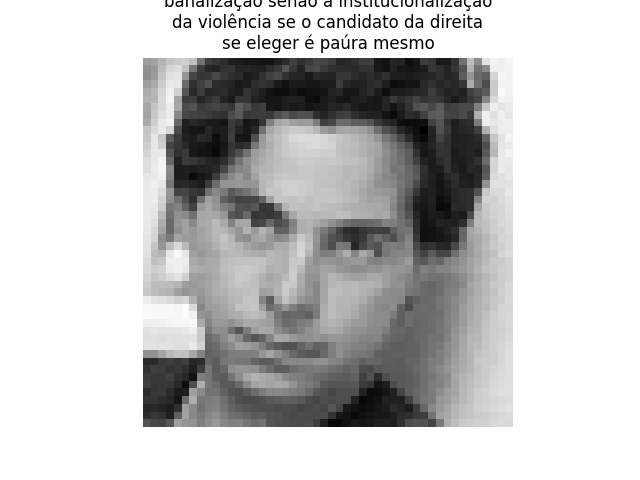 banalização senão a institucionalização
da violência se o candidato da direita
se eleger é paúra mesmo